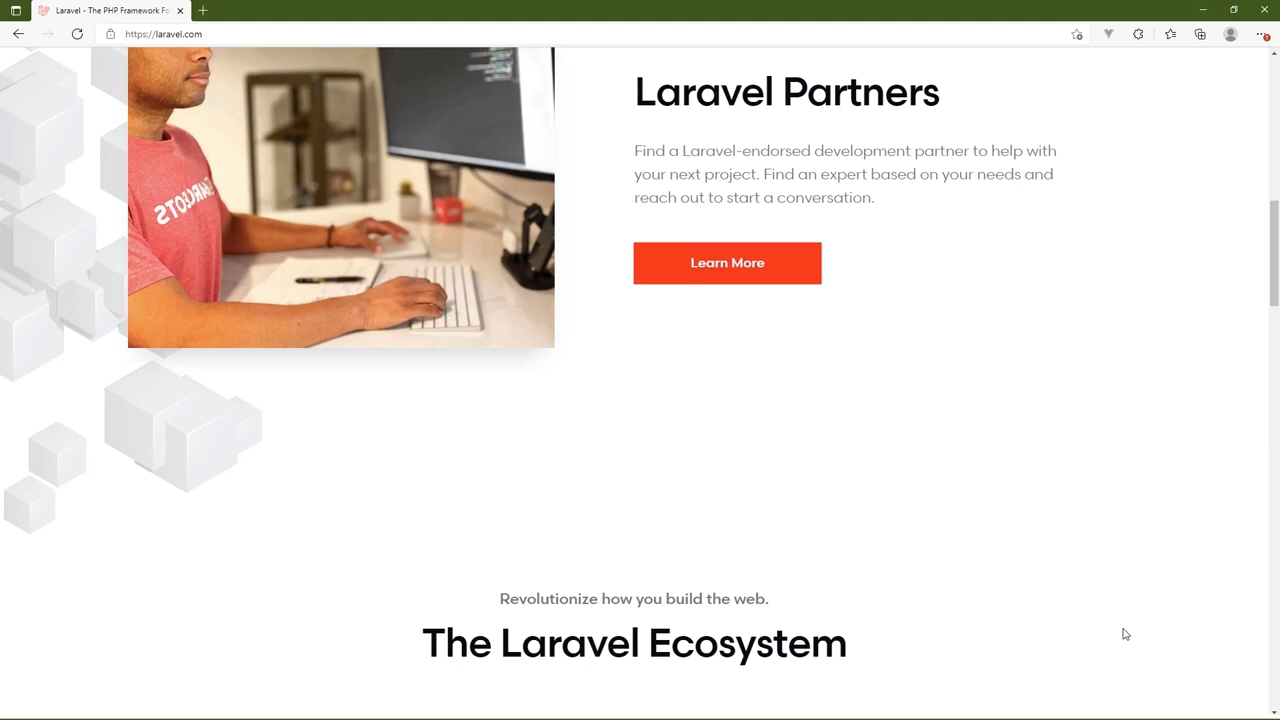 Laravel - The PHP Framework Fo
https://laravel.com
Laravel Partners
Find a Laravel-endorsed development partner to help with
your next project. Find an expert based on your needs and
reach out to start a conversation.
Learn More
Revolutionize how you build the web.
The Laravel Ecosystem